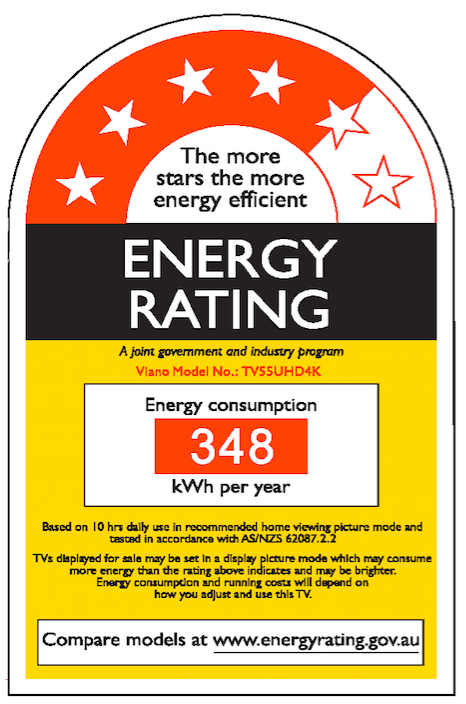 The more
stars the more
energy efficient
ENERGY
RATING
A joint government and industry program
Viano Model No.: TV55UHD4K
Energy consumption
348
kWh per year
Based on 10 hrs daily use in recommended home viewing picture mode and
tested in accordance with AS/NZS 62087.2.2
TVs displayed for sale may be set in a display picture mode which may consume
more energy than the rating above indicates and may be brighter.
Energy consumption and running costs will depend on
how you adjust and use this TV.
Compare models at www.energyrating.gov.au